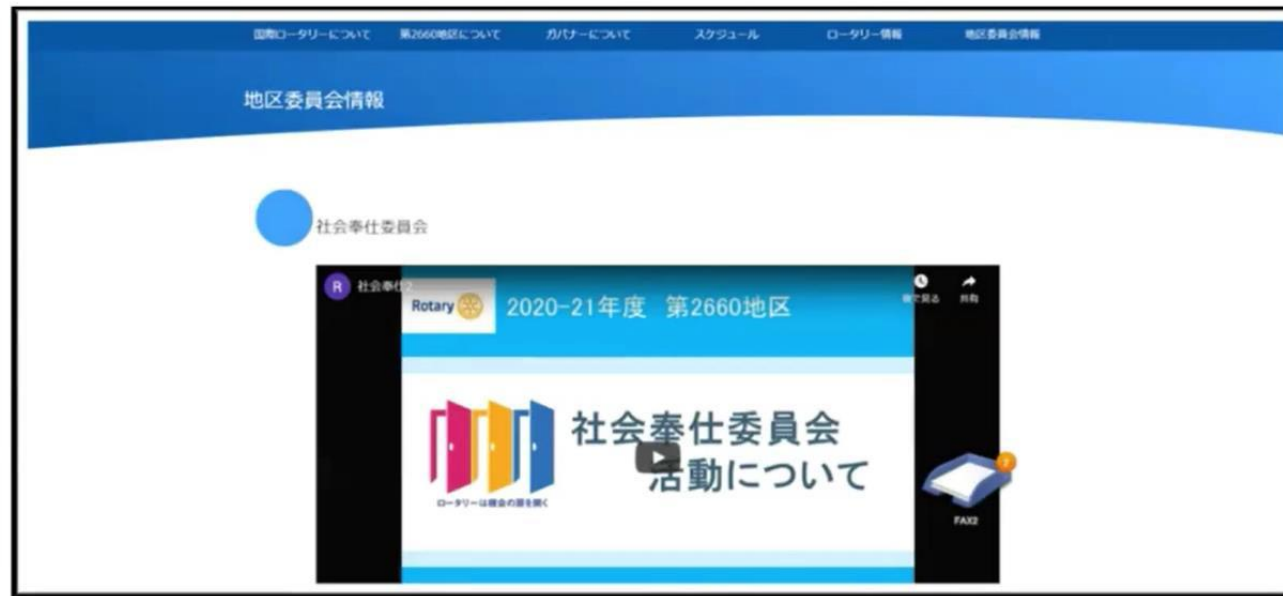 国際ロータリーについて 第2660地区について ガバナーについて スケジュール ロータリー情報 地区委員会情報
地区委員会情報
社会奉仕委員会
R 社会奉仕2
後で見る 共有
Rotary
2020-21年度 第2660地区
社会奉仕委員会
活動について
ロータリーは機会の扉を開く
FAX2